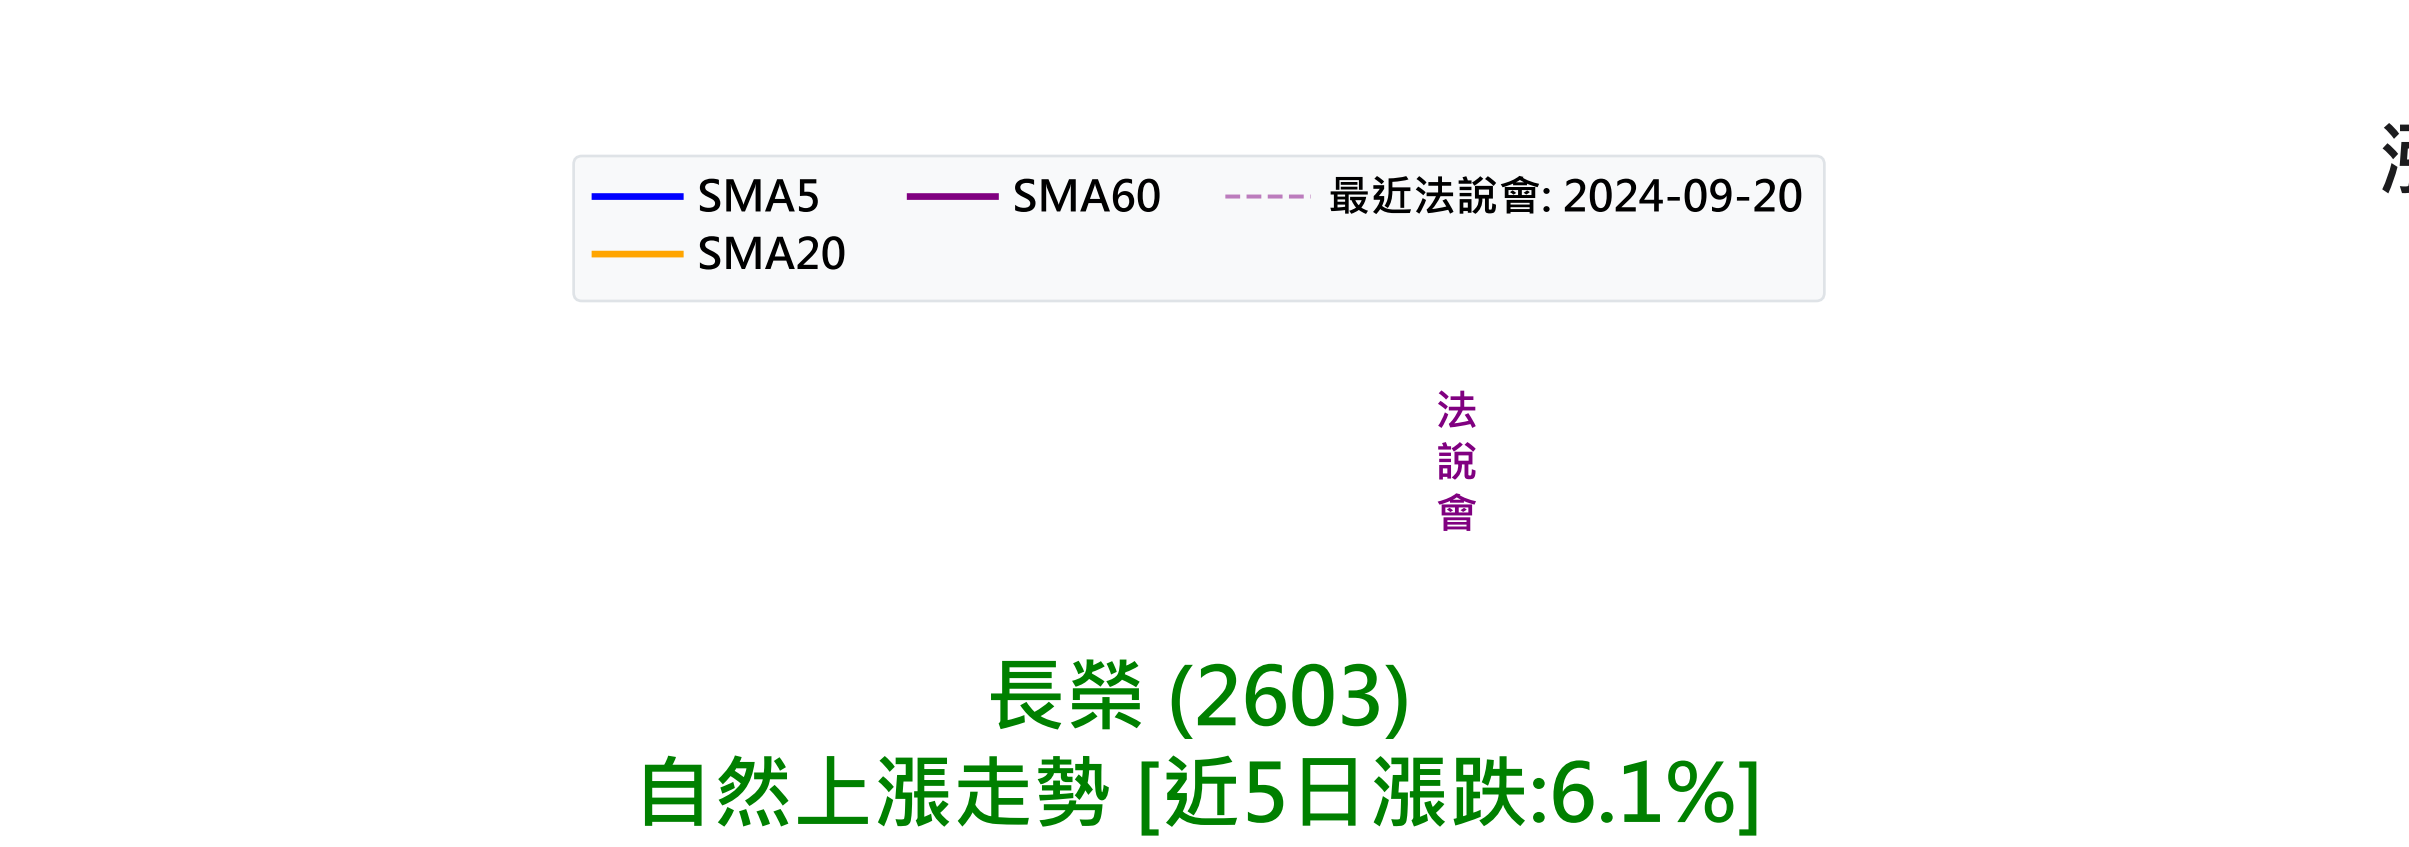 SMA5
SMA20
SMA60
最近法說會: 2024-09-20
法
說
會
長榮 (2603)
自然上漲走勢 [近5日漲跌:6.1%]